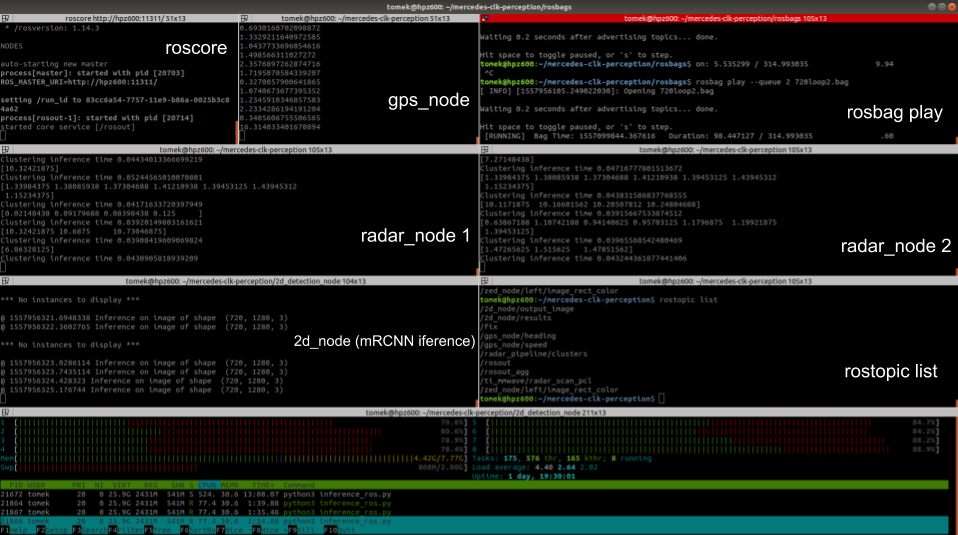 tomek@hpz600: ~/mercedes-clk-perception/rosbags
roscore http://hpz600:11311/ 51x13
* /rosversion: 1.14.3
NODES
auto-starting new master
process[master]: started with pid [20703]
ROS_MASTER_URI=http://hpz600:11311/
setting /run_id to 83cc6a54-7757-11e9-b86a-0025b3c8
4a62
process[rosout-1]: started with pid [20714]
started core service [/rosout]
roscore
tomek@hpz600: ~/mercedes-clk-perception 51x13
0.6930160702098872
1.3329211640972585
1.0437733696054616
1.498566311027272
2.3576897262874716
1.7195070584339207
0.3270057900641865
1.0740673677395352
1.2345910346857583
2.2334286194191204
0.3405606755506565
16.314033401670894
gps_node
tomek@hpz600: ~/mercedes-clk-perception/rosbags 105x13
Waiting 0.2 seconds after advertising topics... done.
Hit space to toggle paused, or 's' to step.
tomek@hpz600:~/mercedes-clk-perception/rosbags$ on: 5.535299 / 314.993035 9.94
^C
tomek@hpz600:~/mercedes-clk-perception/rosbags$ rosbag play --queue 2 720loop2.bag
[ INFO] [1557956105.249022030]: Opening 720loop2.bag
Waiting 0.2 seconds after advertising topics... done.
Hit space to toggle paused, or 's' to step.
[RUNNING] Bag Time: 1557099844.367616 Duration: 98.447127 / 314.993035 .60
rosbag play
tomek@hpz600: ~/mercedes-clk-perception 105x13
Clustering inference time 0.04434013366699219
[10.32421875]
Clustering inference time 0.05244565010070801
[1.33984375 1.38085938 1.37304688 1.41210938 1.39453125 1.43945312
1.15234375]
Clustering inference time 0.04171633720397949
[0.02148438 0.09179688 0.08398438 0.125 ]
Clustering inference time 0.03920149803161621
[10.32421875 10.6875 10.73046875]
Clustering inference time 0.03908419609069824
[6.86328125]
Clustering inference time 0.0430905818939209
radar_node 1
tomek@hpz600: ~/mercedes-clk-perception 105x13
[7.27148438]
Clustering inference time 0.04716777801513672
[1.33984375 1.38085938 1.37304688 1.41210938 1.39453125 1.43945312
1.15234375]
Clustering inference time 0.043831586837768555
[10.1171875 10.16601562 10.20507812 10.24804688]
Clustering inference time 0.03915667533874512
[0.63867188 1.10742188 0.94140625 0.95703125 1.1796875 1.19921875
1.39453125]
Clustering inference time 0.03965568542480469
[1.47265625 1.515625 1.47851562]
Clustering inference time 0.043244361877441406
radar_node 2
tomek@hpz600: ~/mercedes-clk-perception/2d_detection_node 104x13
*** No instances to display ***
@ 1557956321.6948338 Inference on image of shape (720, 1280, 3)
@ 1557956322.3602765 Inference on image of shape (720, 1280, 3)
*** No instances to display ***
@ 1557956323.0286114 Inference on image of shape (720, 1280, 3)
@ 1557956323.7435114 Inference on image of shape (720, 1280, 3)
@ 1557956324.428323 Inference on image of shape (720, 1280, 3)
@ 1557956325.176744 Inference on image of shape (720, 1280, 3)
2d_node (mRCNN iference)
tomek@hpz600: ~/mercedes-clk-perception 105x13
/zed_node/left/image_rect_color
tomek@hpz600:~/mercedes-clk-perception$ rostopic list
/2d_node/output_image
/2d_node/results
/fix
/gps_node/heading
/gps_node/speed
/radar_pipeline/clusters
/rosout
/rosout_agg
/ti_mmwave/radar_scan_pcl
/zed_node/left/image_rect_color
tomek@hpz600:~/mercedes-clk-perception$
rostopic list
tomek@hpz600: ~/mercedes-clk-perception/2d_detection_node 211x13
1 [ 70.6%] 5 [ 84.7%]
2 [ 80.6%] 6 [ 84.2%]
3 [ 78.9%] 7 [ 88.2%]
4 [ 78.4%] 8 [ 88.9%]
Mem[ 4.42G/7.77G] Tasks: 175, 576 thr, 165 kthr; 8 running
Swp[ 808M/2.00G] Load average: 4.40 2.64 2.02
Uptime: 1 day, 19:30:01
PID USER PRI NI VIRT RES SHR S CPU% MEM% TIME+ Command
21672 tomek 20 0 25.9G 2431M 541M S 524. 30.6 13:08.07 python3 inference_ros.py
21864 tomek 20 0 25.9G 2431M 541M R 77.4 30.6 1:39.88 python3 inference_ros.py
21867 tomek 20 0 25.9G 2431M 541M R 77.4 30.6 1:35.46 python3 inference_ros.py
21866 tomek 20 0 25.9G 2431M 541M R 77.4 30.6 1:34.88 python3 inference_ros.py
F1Help F2Setup F3Search F4Filter F5Tree F6SortBy F7Nice - F8Nice + F9Kill F10Quit